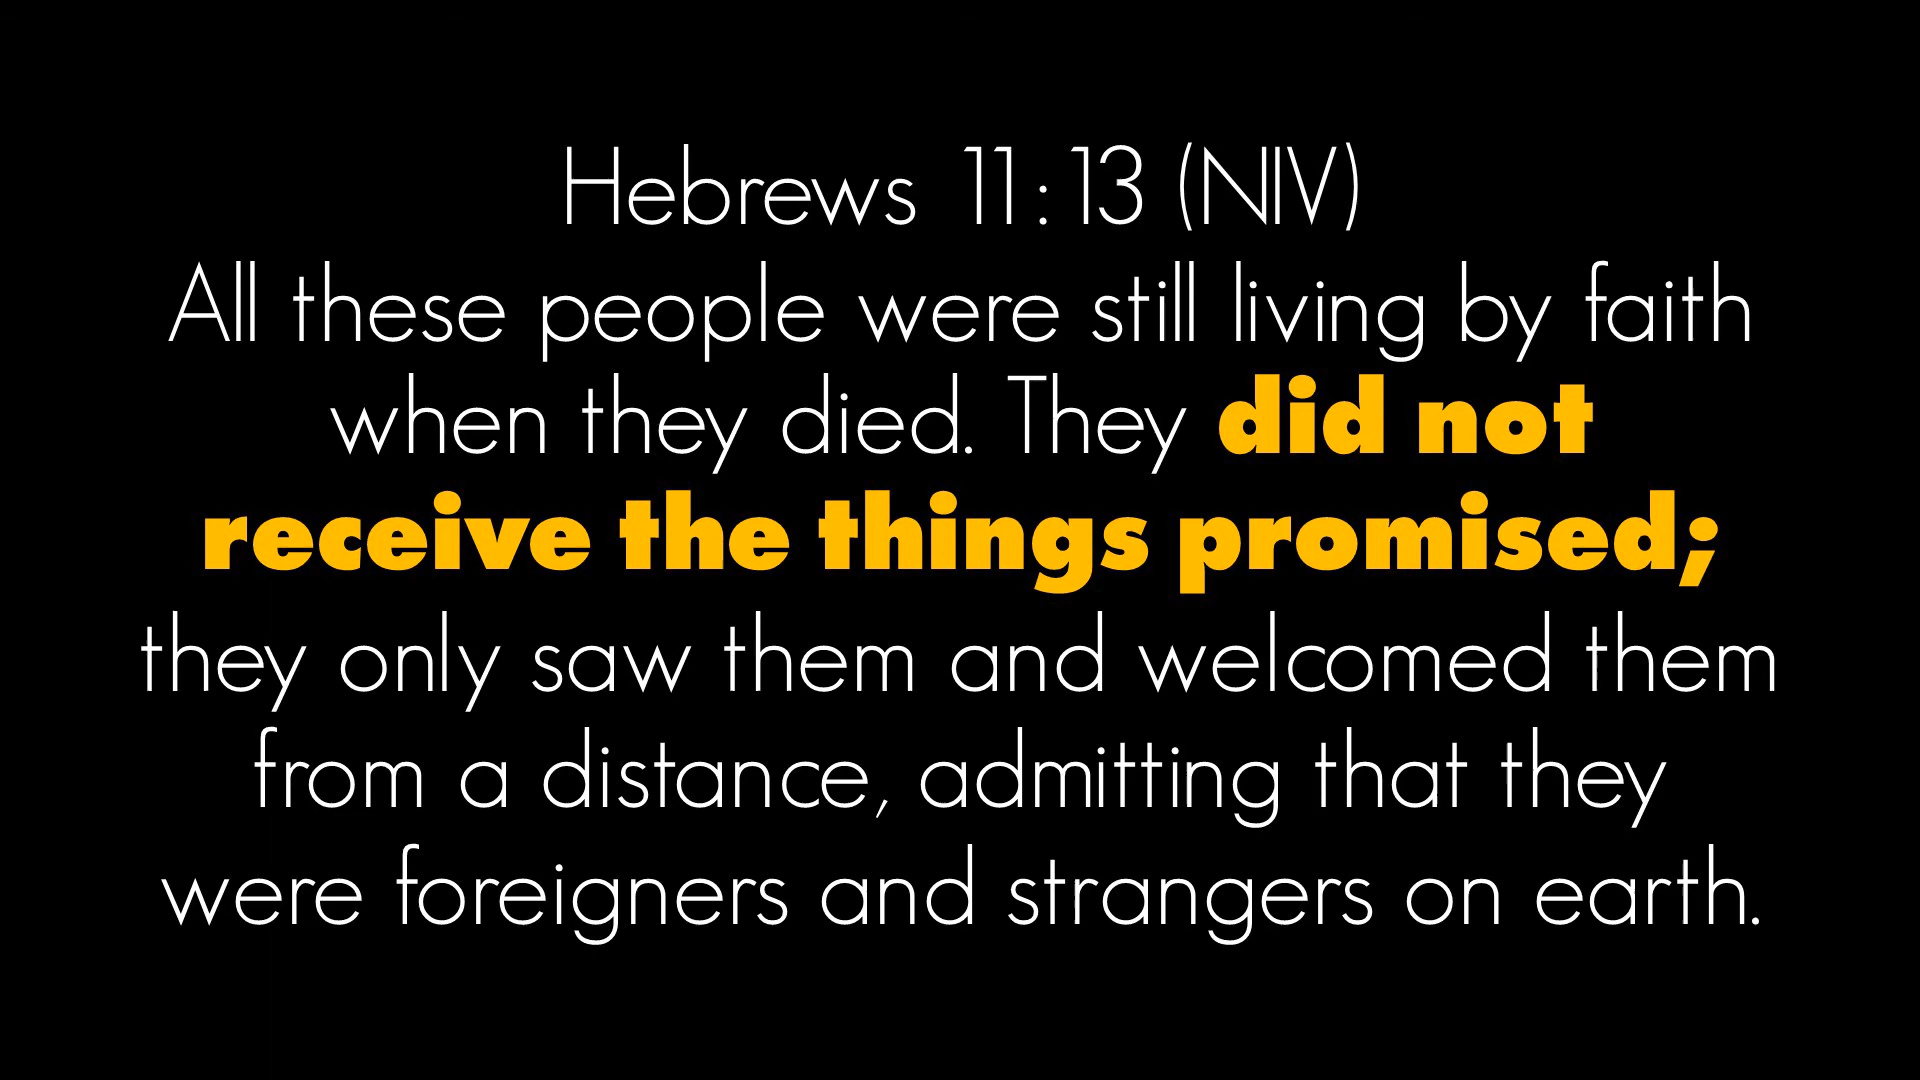 Hebrews 11:13 (NIV)
All these people were still living by faith
when they died. They did not
receive the things promised;
they only saw them and welcomed them
from a distance, admitting that they
were foreigners and strangers on earth.